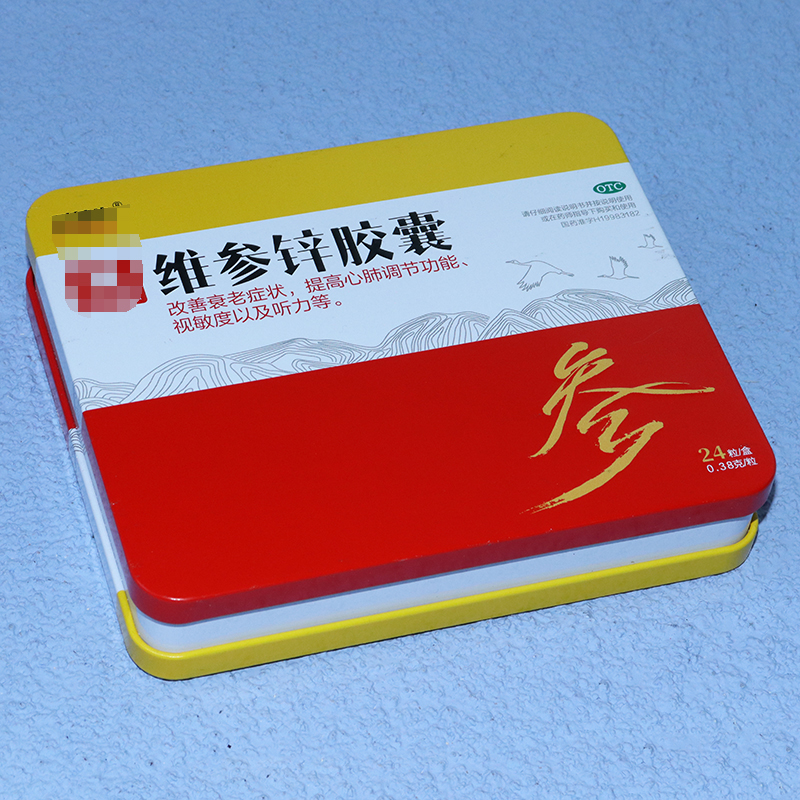 ®
OTC
请仔细阅读说明书并按说明使用
或在药师指导下购买和使用
国药准字H19983182
维参锌胶囊
改善衰老症状，提高心肺调节功能、
视敏度以及听力等。
参
24粒/盒
0.38克/粒